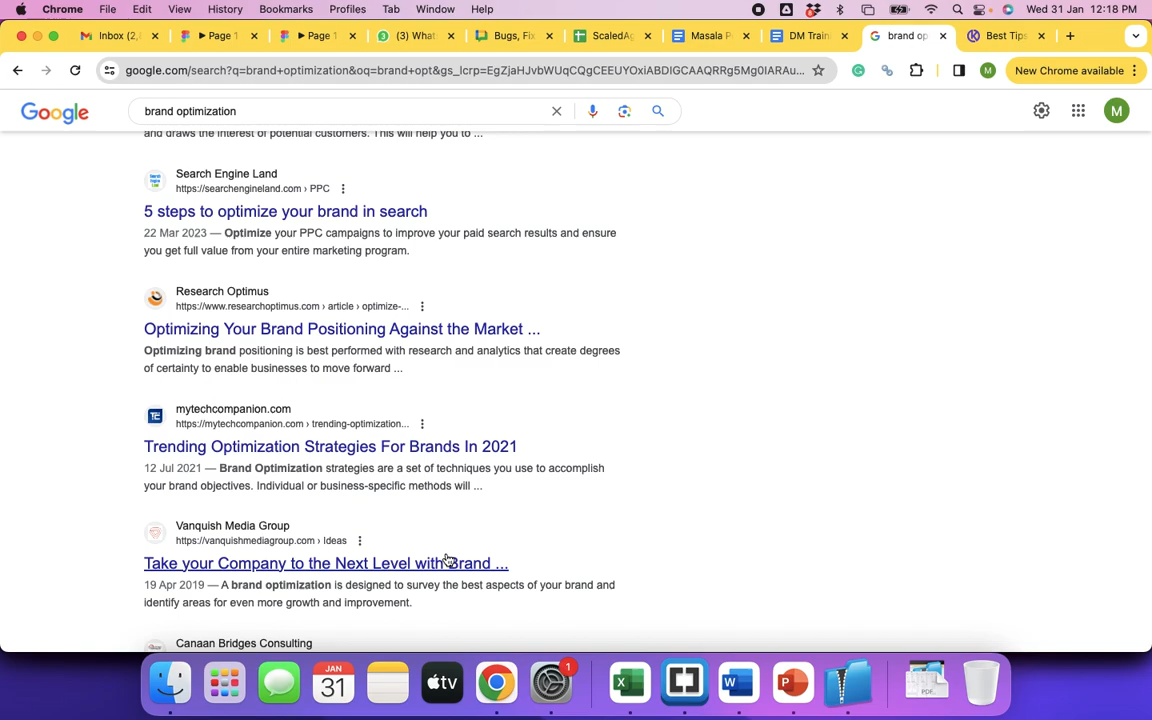 Chrome File Edit View History Bookmarks Profiles Tab Window Help Wed 31 Jan 12:18 PM
Inbox (2, Page 1 Page 1 (3) What Bugs, Fix ScaledAg Masala P DM Train brand op Best Tips
google.com/search?q=brand+optimization&oq=brand+opt&gs_lcrp=EgZjaHJvbWUqCQgCEEUYOxiABDIGCAAQRRg5Mg0IARAu... New Chrome available
M
Google brand optimization M
and draws the interest of potential customers. This will help you to ...
Search Engine Land
https://searchengineland.com › PPC
5 steps to optimize your brand in search
22 Mar 2023 — Optimize your PPC campaigns to improve your paid search results and ensure
you get full value from your entire marketing program.
Research Optimus
https://www.researchoptimus.com › article › optimize-...
Optimizing Your Brand Positioning Against the Market ...
Optimizing brand positioning is best performed with research and analytics that create degrees
of certainty to enable businesses to move forward ...
mytechcompanion.com
https://mytechcompanion.com › trending-optimization...
Trending Optimization Strategies For Brands In 2021
12 Jul 2021 — Brand Optimization strategies are a set of techniques you use to accomplish
your brand objectives. Individual or business-specific methods will ...
Vanquish Media Group
https://vanquishmediagroup.com › Ideas
Take your Company to the Next Level with Brand ...
19 Apr 2019 — A brand optimization is designed to survey the best aspects of your brand and
identify areas for even more growth and improvement.
Canaan Bridges Consulting
JAN
31
tv
1
PDF